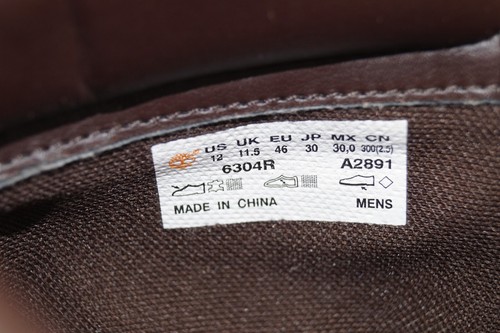 US UK EU JP MX CN
12 11.5 46 30 30.0 300(2.5)
6304R A2891
MADE IN CHINA MENS